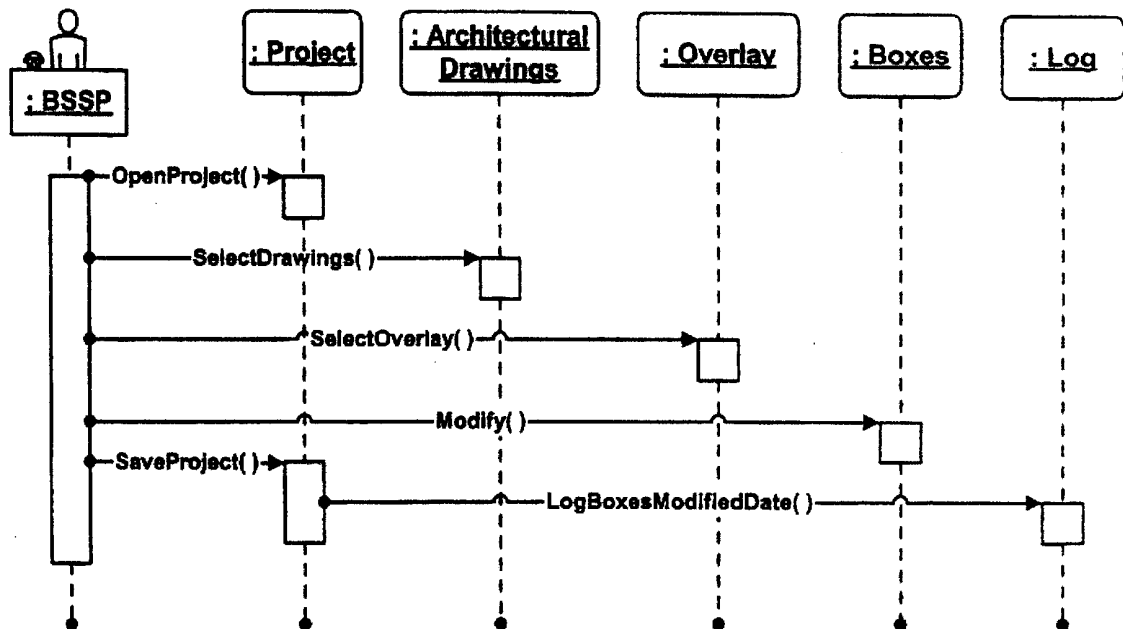 : BSSP
: Project
: Architectural
Drawings
: Overlay
: Boxes
: Log
OpenProject( )
SelectDrawings( )
SelectOverlay( )
Modify( )
SaveProject( )
LogBoxesModifiedDate( )